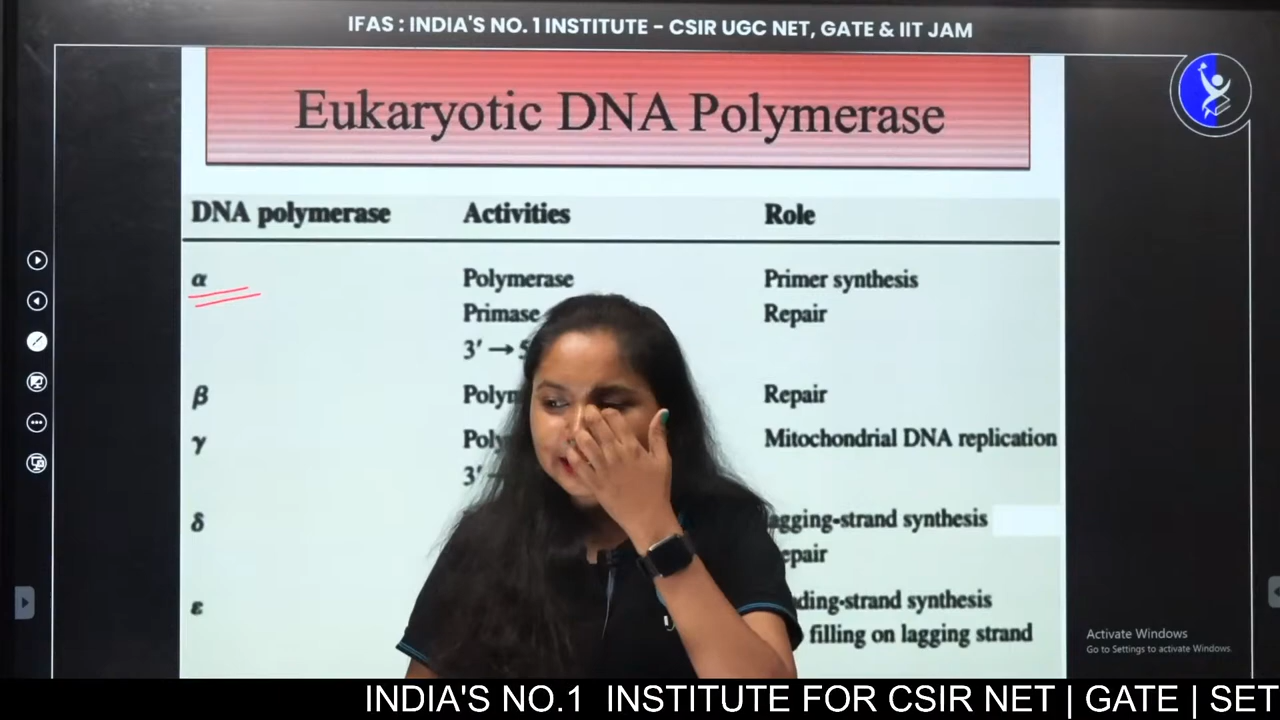 IFAS : INDIA'S NO. 1 INSTITUTE – CSIR UGC NET, GATE & IIT JAM
Eukaryotic DNA Polymerase
DNA polymerase Activities Role
α Polymerase Primer synthesis
Primase Repair
3′ → 5
β Repair
γ Mitochondrial DNA replication
3′
δ agging-strand synthesis
epair
ε ding-strand synthesis
filling on lagging strand
Activate Windows
Go to Settings to activate Windows.
INDIA'S NO.1 INSTITUTE FOR CSIR NET | GATE | SET